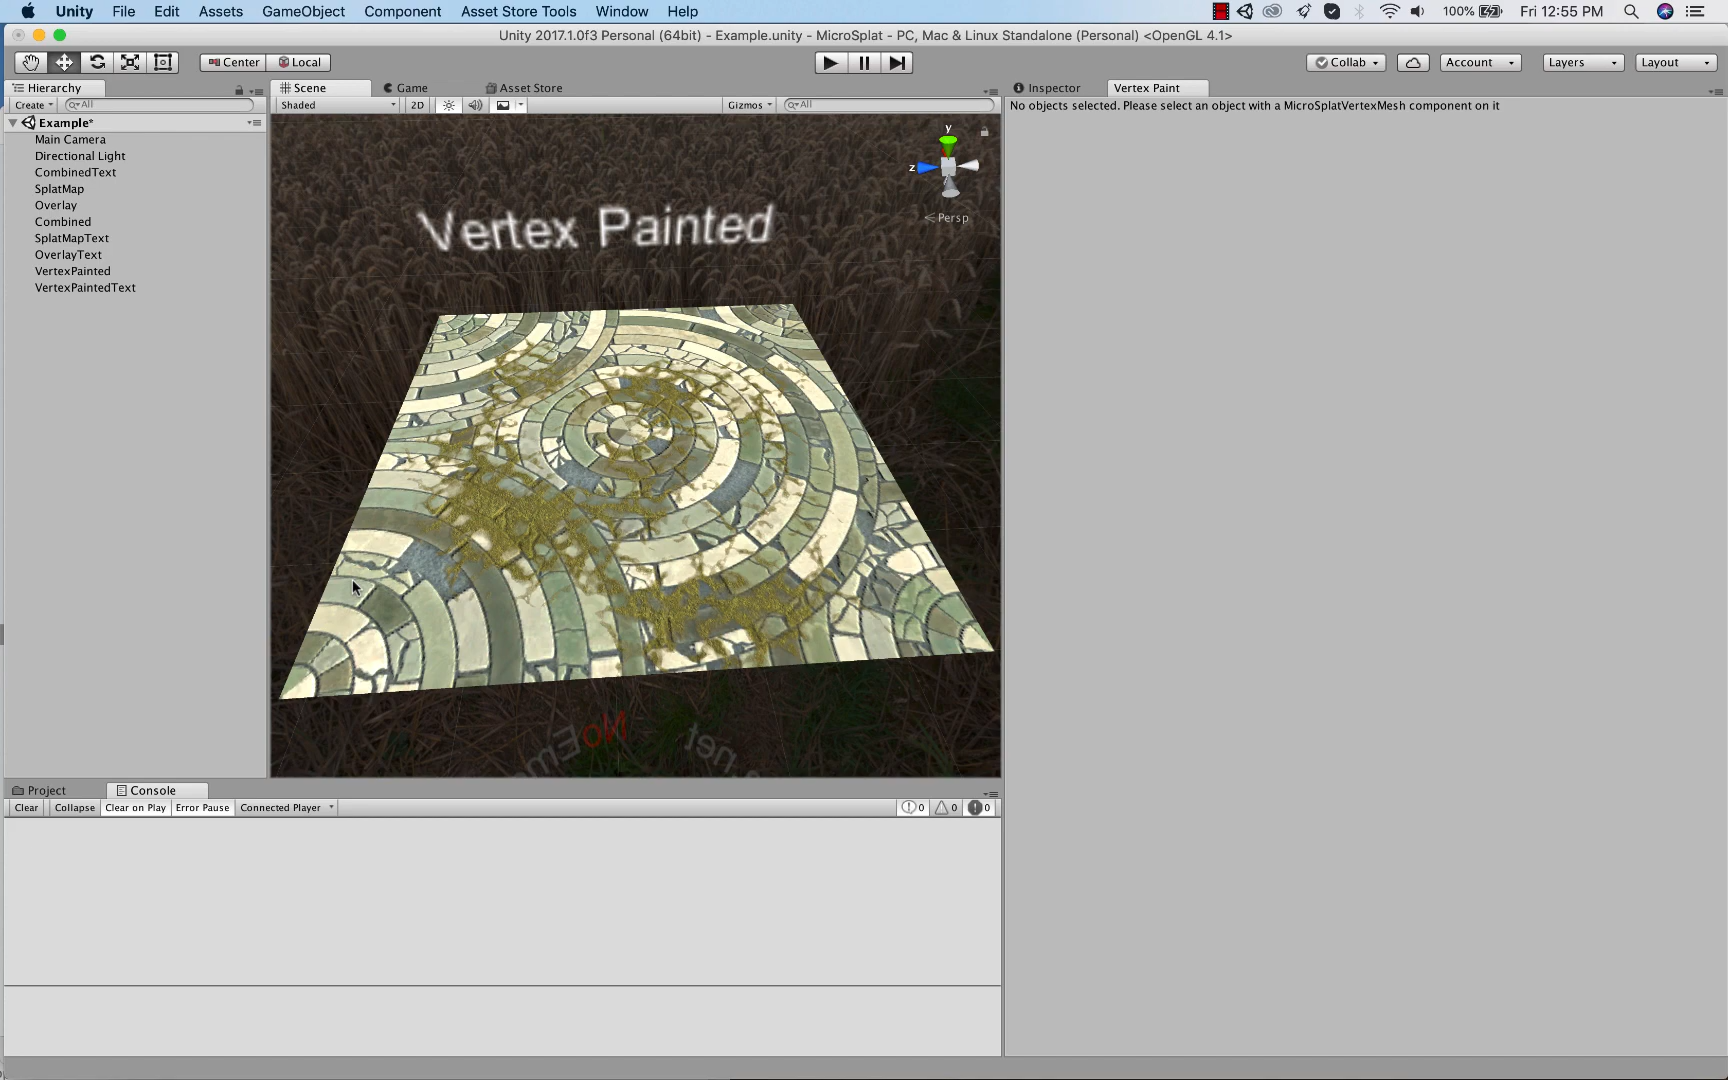 Unity File Edit Assets GameObject Component Asset Store Tools Window Help 100% Fri 12:55 PM
Unity 2017.1.0f3 Personal (64bit) - Example.unity - MicroSplat - PC, Mac & Linux Standalone (Personal) <OpenGL 4.1>
Center Local Collab Account Layers Layout
Hierarchy Scene Game Asset Store Inspector Vertex Paint
Create All Shaded 2D Gizmos All No objects selected. Please select an object with a MicroSplatVertexMesh component on it
Example*
Main Camera
Directional Light
CombinedText
SplatMap
Overlay
Combined
SplatMapText
OverlayText
VertexPainted
VertexPaintedText
y
z
Persp
Vertex Painted
No
Project Console
Clear Collapse Clear on Play Error Pause Connected Player 0 0 0